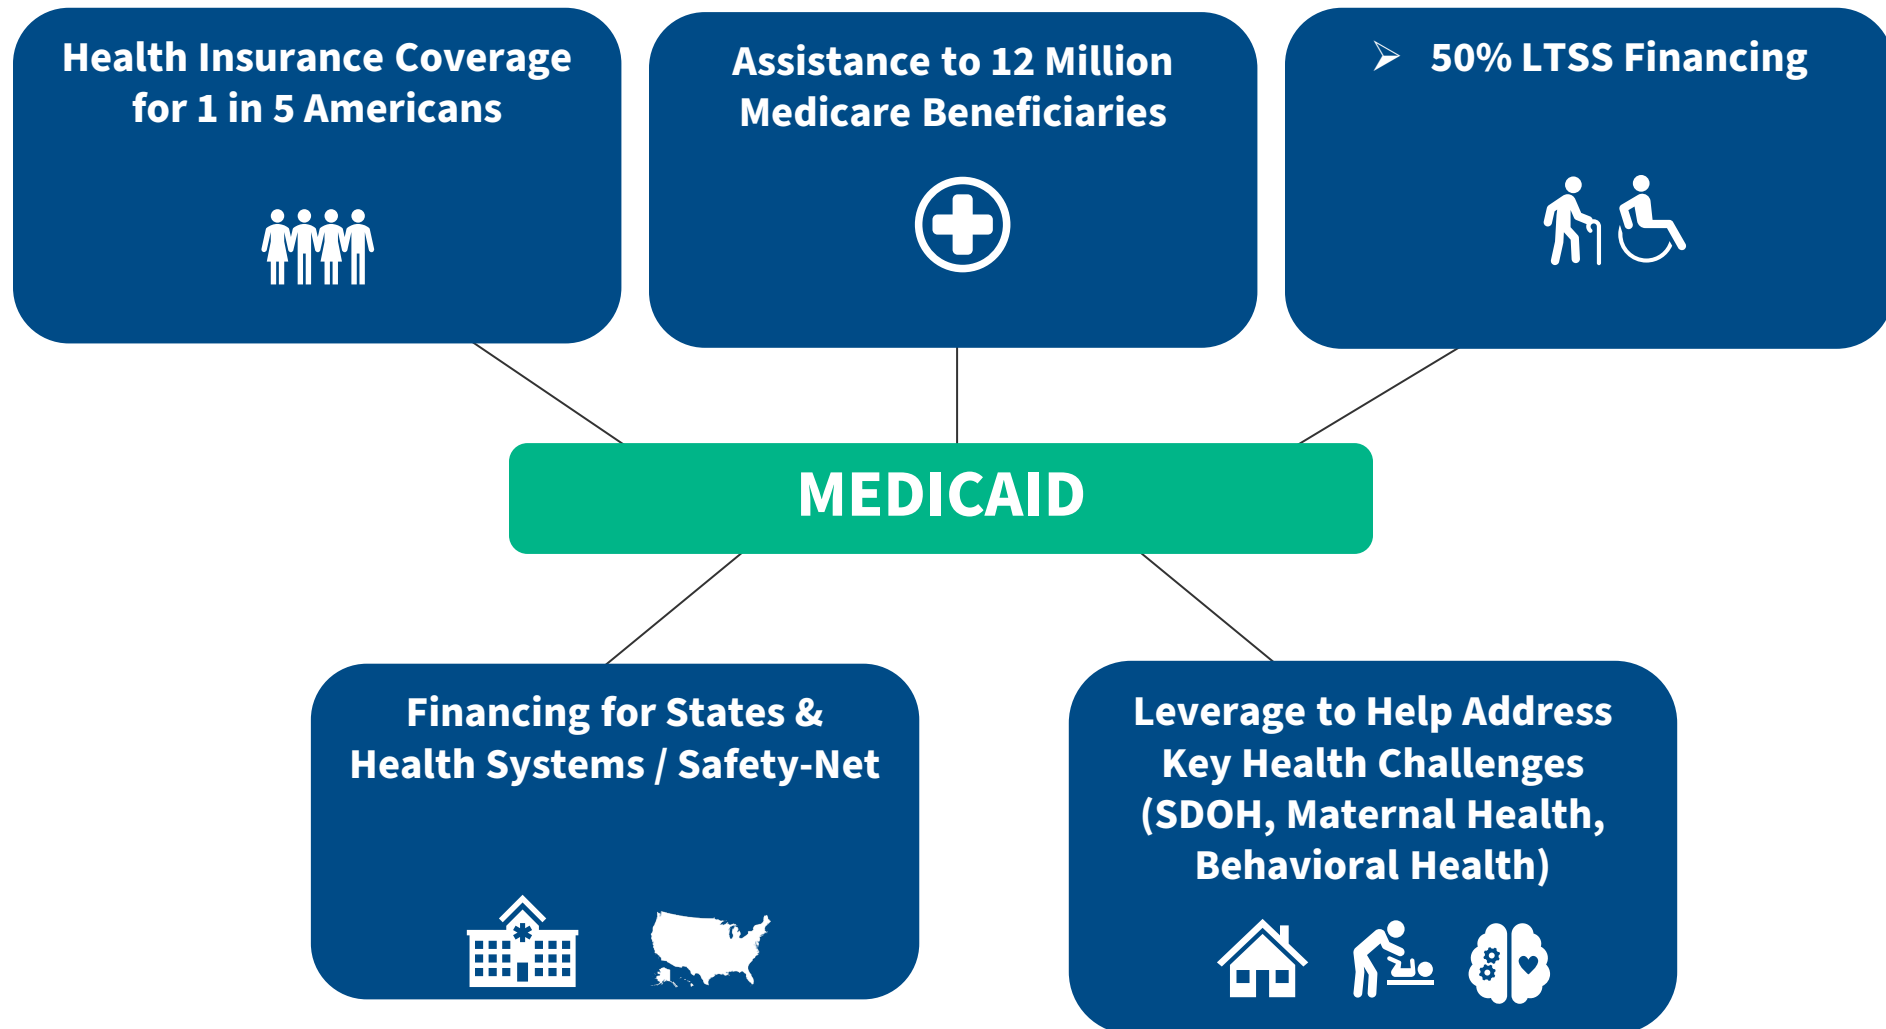 Health Insurance Coverage
for 1 in 5 Americans
Assistance to 12 Million
Medicare Beneficiaries
➢ 50% LTSS Financing
MEDICAID
Financing for States &
Health Systems / Safety-Net
Leverage to Help Address
Key Health Challenges
(SDOH, Maternal Health,
Behavioral Health)